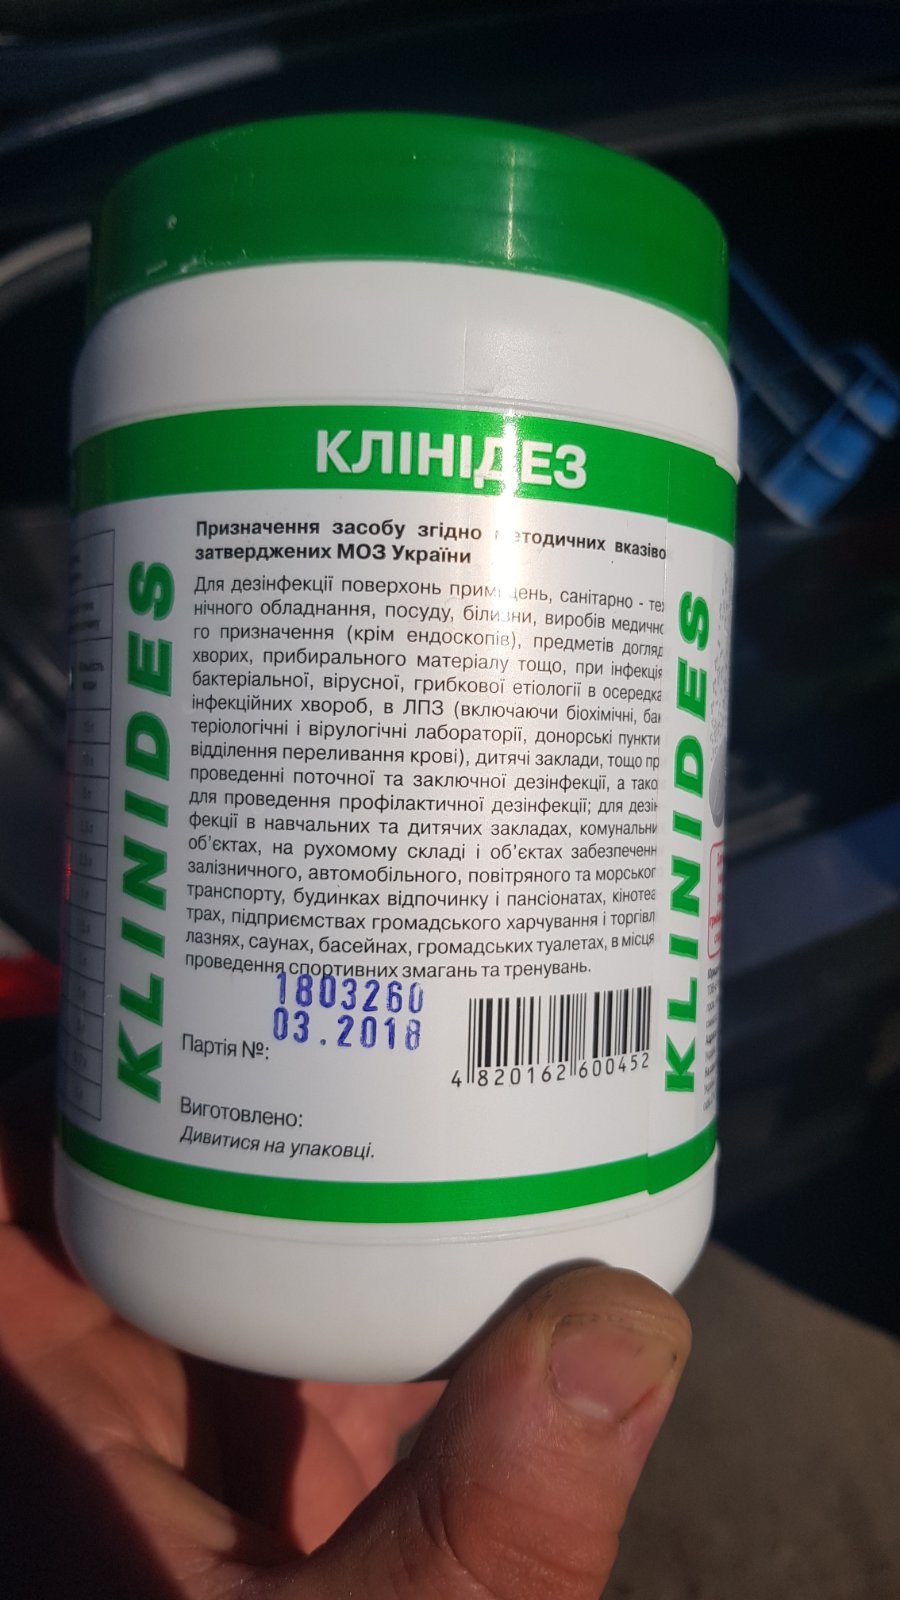 КЛІНІДЕЗ
KLINIDES
Призначення засобу згідно
затверджених МОЗ України
Для дезінфекції поверхонь санітарно - тех
нічного обладнання, посуду, білизни, виробів медично
го призначення (крім ендоскопів), предметів догляд
хворих, прибирального матеріалу тощо, при інфекція
бактеріальної, вірусної, грибкової етіології в осередка
інфекційних хвороб, в ЛПЗ (включаючи біохімічні, бак
теріологічні і вірулогічні лабораторії, донорські пункти
відділення переливання крові), дитячі заклади, тощо пр
проведенні поточної та заключної дезінфекції, а тако
для проведення профілактичної дезінфекції; для дезін
фекції в навчальних та дитячих закладах, комунальни
об’єктах, на рухомому складі і об’єктах забезпеченн
залізничного, автомобільного, повітряного та морськог
транспорту, будинках відпочинку і пансіонатах, кінотеа
трах, підприємствах громадського харчування і торгівл
лазнях, саунах, басейнах, громадських туалетах, в місця
проведення спортивних змагань та тренувань.
1803260
03.2018
Партія №:
4 820162 600452
Виготовлено:
Дивитися на упаковці.
KLINIDES